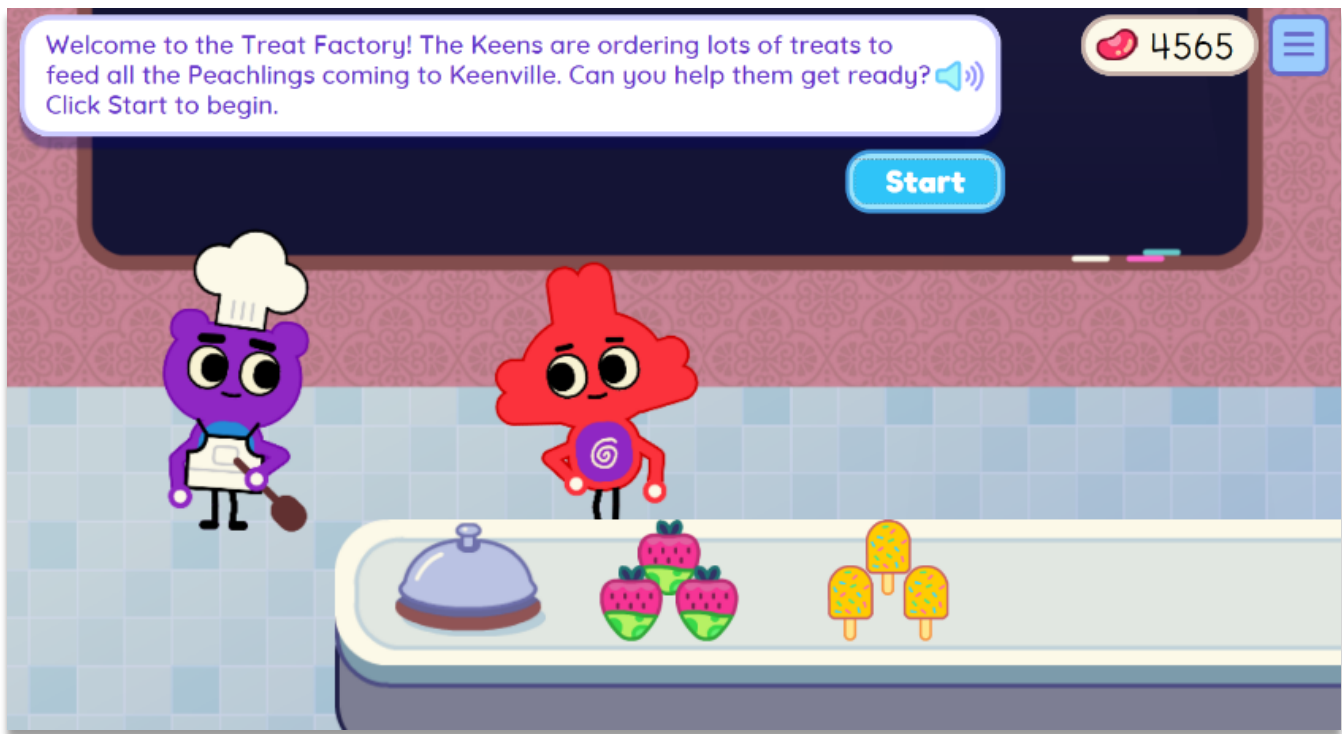 Welcome to the Treat Factory! The Keens are ordering lots of treats to
feed all the Peachlings coming to Keenville. Can you help them get ready?
Click Start to begin.
4565
Start